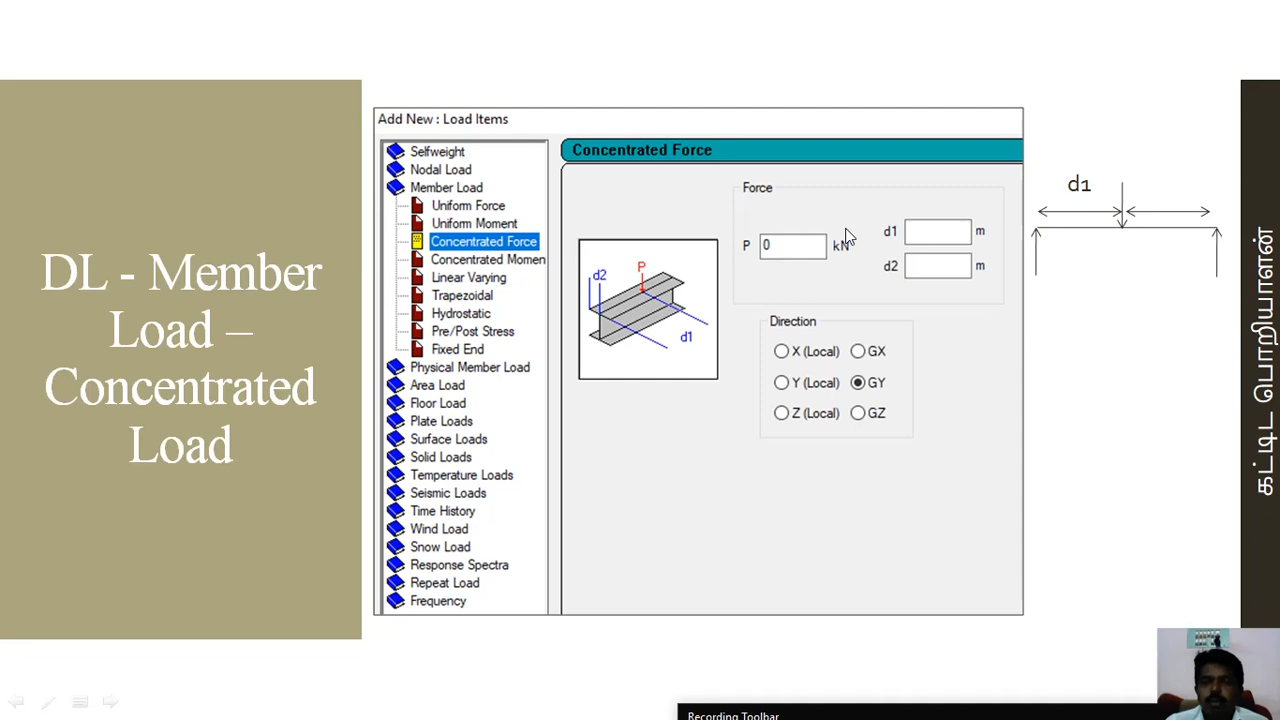 DL - Member
Load –
Concentrated
Load
Add New : Load Items
Selfweight
Nodal Load
Member Load
Uniform Force
Uniform Moment
Concentrated Force
Concentrated Momen
Linear Varying
Trapezoidal
Hydrostatic
Pre/Post Stress
Fixed End
Physical Member Load
Area Load
Floor Load
Plate Loads
Surface Loads
Solid Loads
Temperature Loads
Seismic Loads
Time History
Wind Load
Snow Load
Response Spectra
Repeat Load
Frequency
Concentrated Force
d2
P
d1
Force
P 0 kN
d1 m
d2 m
Direction
X (Local) GX
Y (Local) GY
Z (Local) GZ
d1
கட்டிட பொறியாளன்
Recording Toolbar